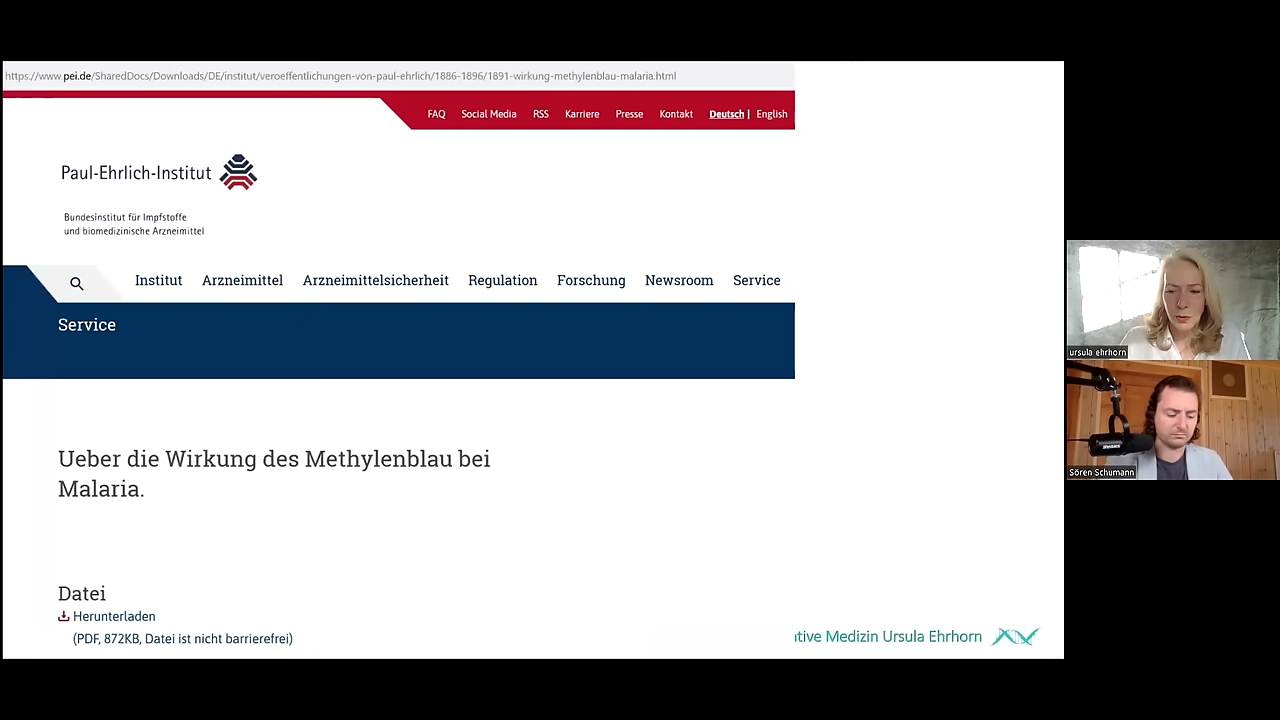 https://www.pei.de/SharedDocs/Downloads/DE/institut/veroeffentlichungen-von-paul-ehrlich/1886-1896/1891-wirkung-methylenblau-malaria.html
FAQ Social Media RSS Karriere Presse Kontakt Deutsch | English
Paul-Ehrlich-Institut
Bundesinstitut für Impfstoffe
und biomedizinische Arzneimittel
Institut Arzneimittel Arzneimittelsicherheit Regulation Forschung Newsroom Service
Service
Ueber die Wirkung des Methylenblau bei
Malaria.
Datei
Herunterladen
(PDF, 872KB, Datei ist nicht barrierefrei)
tive Medizin Ursula Ehrhorn
ursula ehrhorn
Sören Schumann